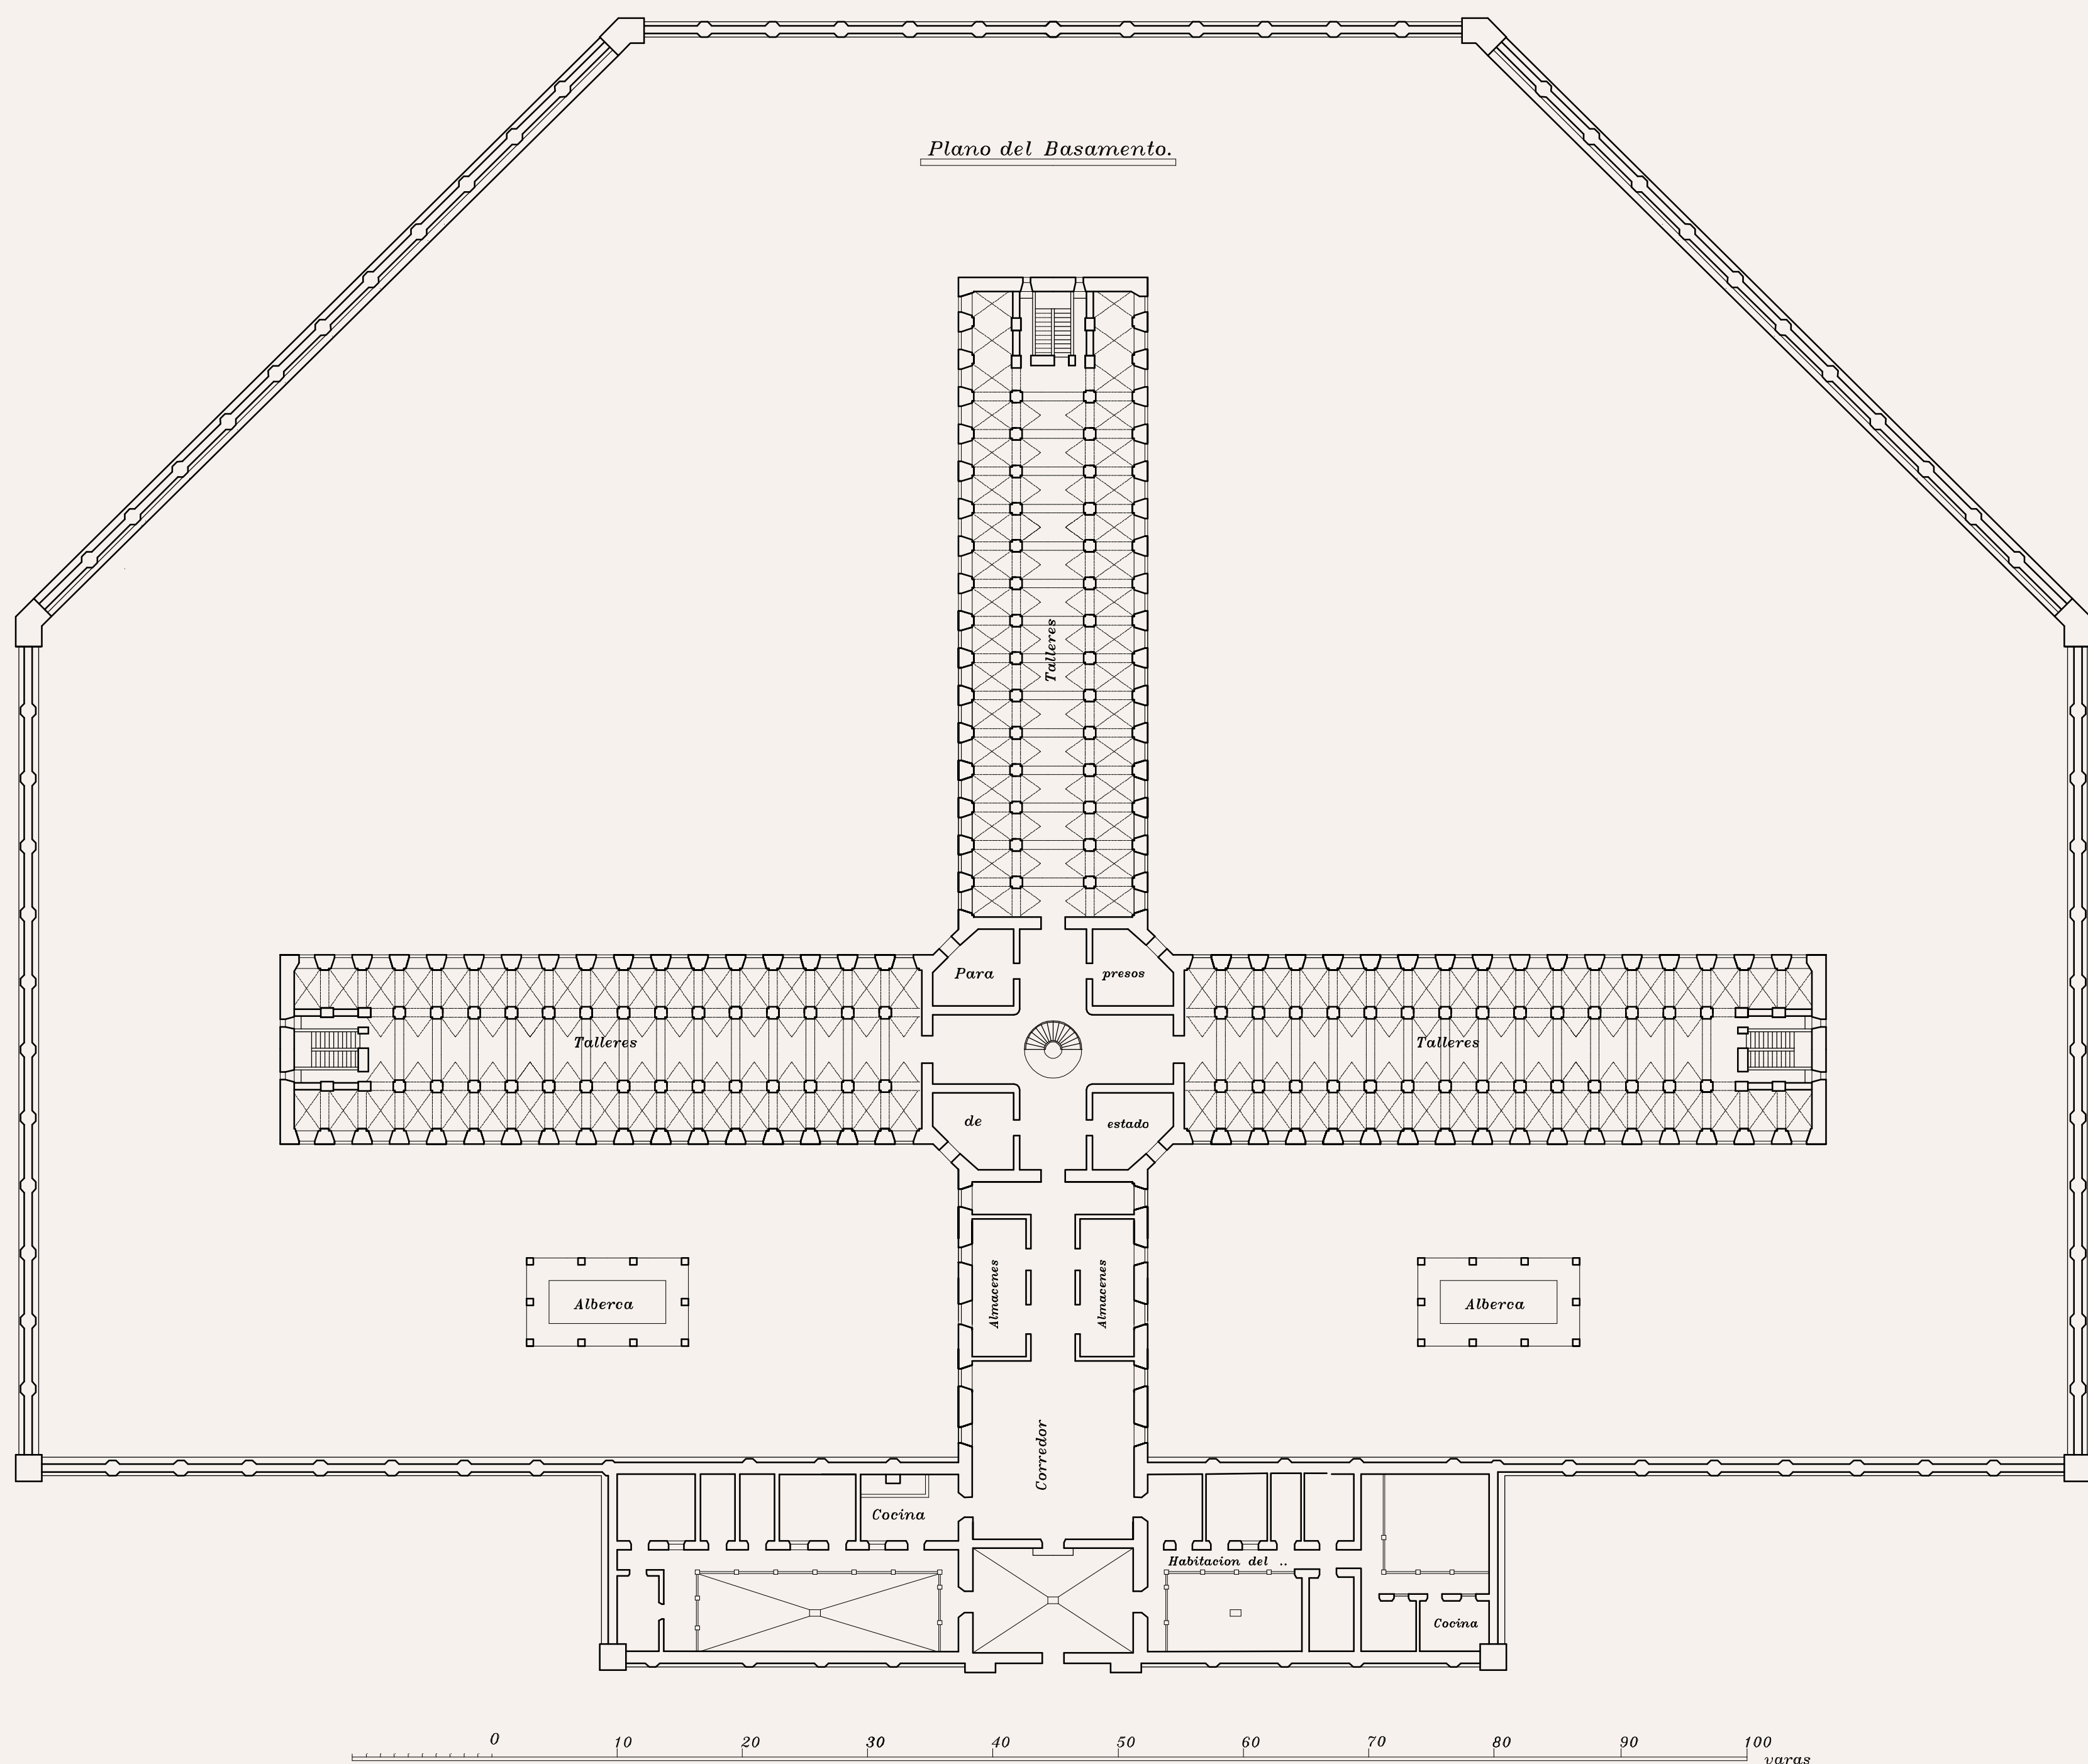 Plano del Basamento.
Talleres
Para
presos
Talleres
Talleres
de
estado
Almacenes
Almacenes
Alberca
Alberca
Corredor
Cocina
Habitacion del ..
Cocina
0 10 20 30 40 50 60 70 80 90 100
varas